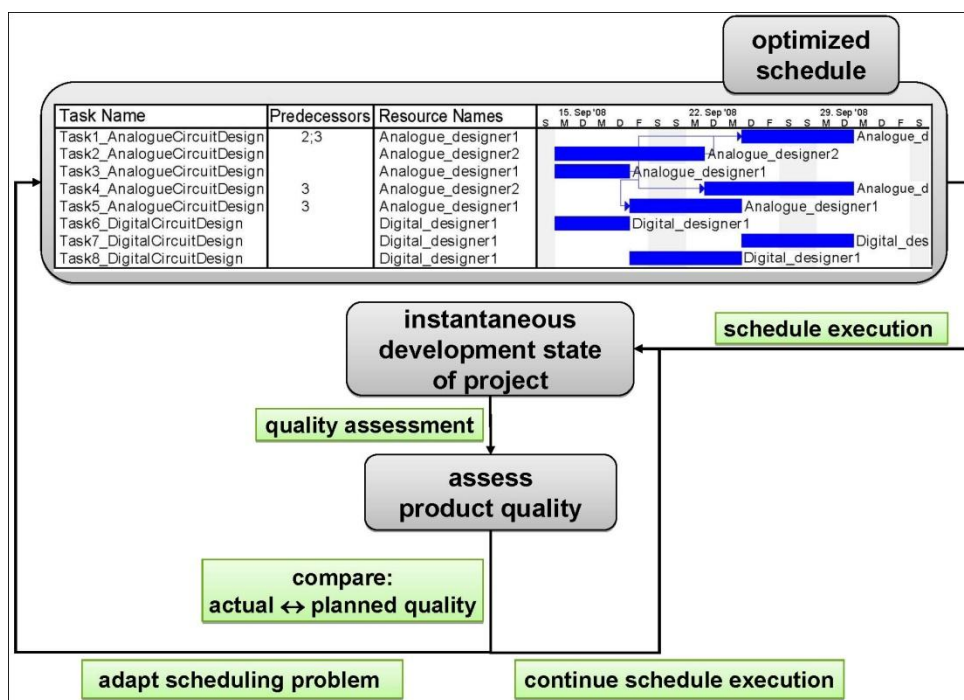 optimized
schedule
Task Name Predecessors Resource Names 15. Sep '08 22. Sep '08 29. Sep '08
S M D M D F S S M D M D F S S M D M D F S
Task1_AnalogueCircuitDesign 2;3 Analogue_designer1 Analogue_d
Task2_AnalogueCircuitDesign Analogue_designer2 Analogue_designer2
Task3_AnalogueCircuitDesign Analogue_designer1 Analogue_designer1
Task4_AnalogueCircuitDesign 3 Analogue_designer2 Analogue_d
Task5_AnalogueCircuitDesign 3 Analogue_designer1 Analogue_designer1
Task6_DigitalCircuitDesign Digital_designer1 Digital_designer1
Task7_DigitalCircuitDesign Digital_designer1 Digital_des
Task8_DigitalCircuitDesign Digital_designer1 Digital_designer1
instantaneous
development state
of project
schedule execution
quality assessment
assess
product quality
compare:
actual ↔ planned quality
adapt scheduling problem
continue schedule execution